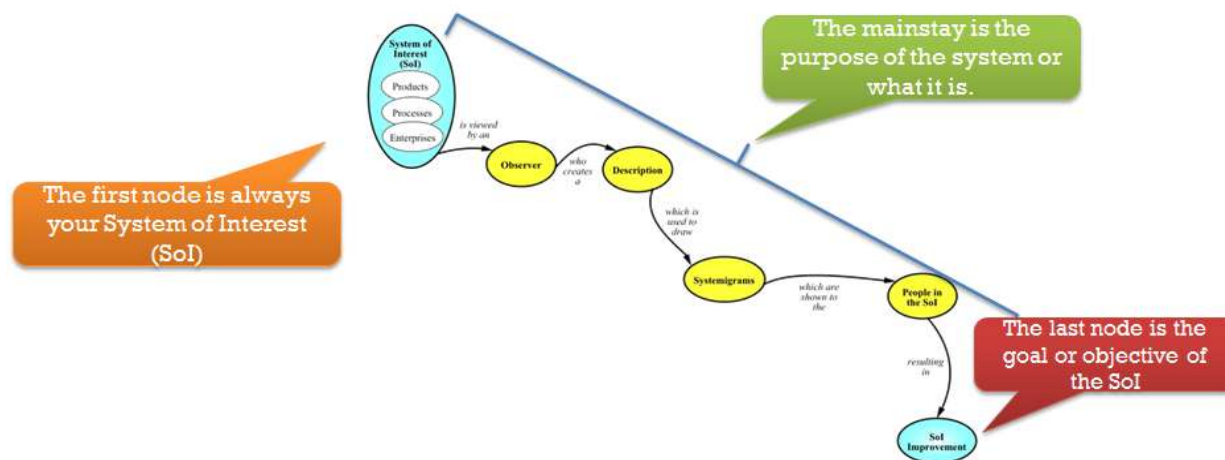 System of
Interest
(SoI)
Products
Processes
Enterprises
The mainstay is the
purpose of the system or
what it is.
The first node is always
your System of Interest
(SoI)
is viewed
by an
Observer
who
creates
a
Description
which is
used to
draw
Systemigrams
which are
shown to
the
People in
the SoI
The last node is the
goal or objective of
the SoI
resulting
in
SoI
Improvement